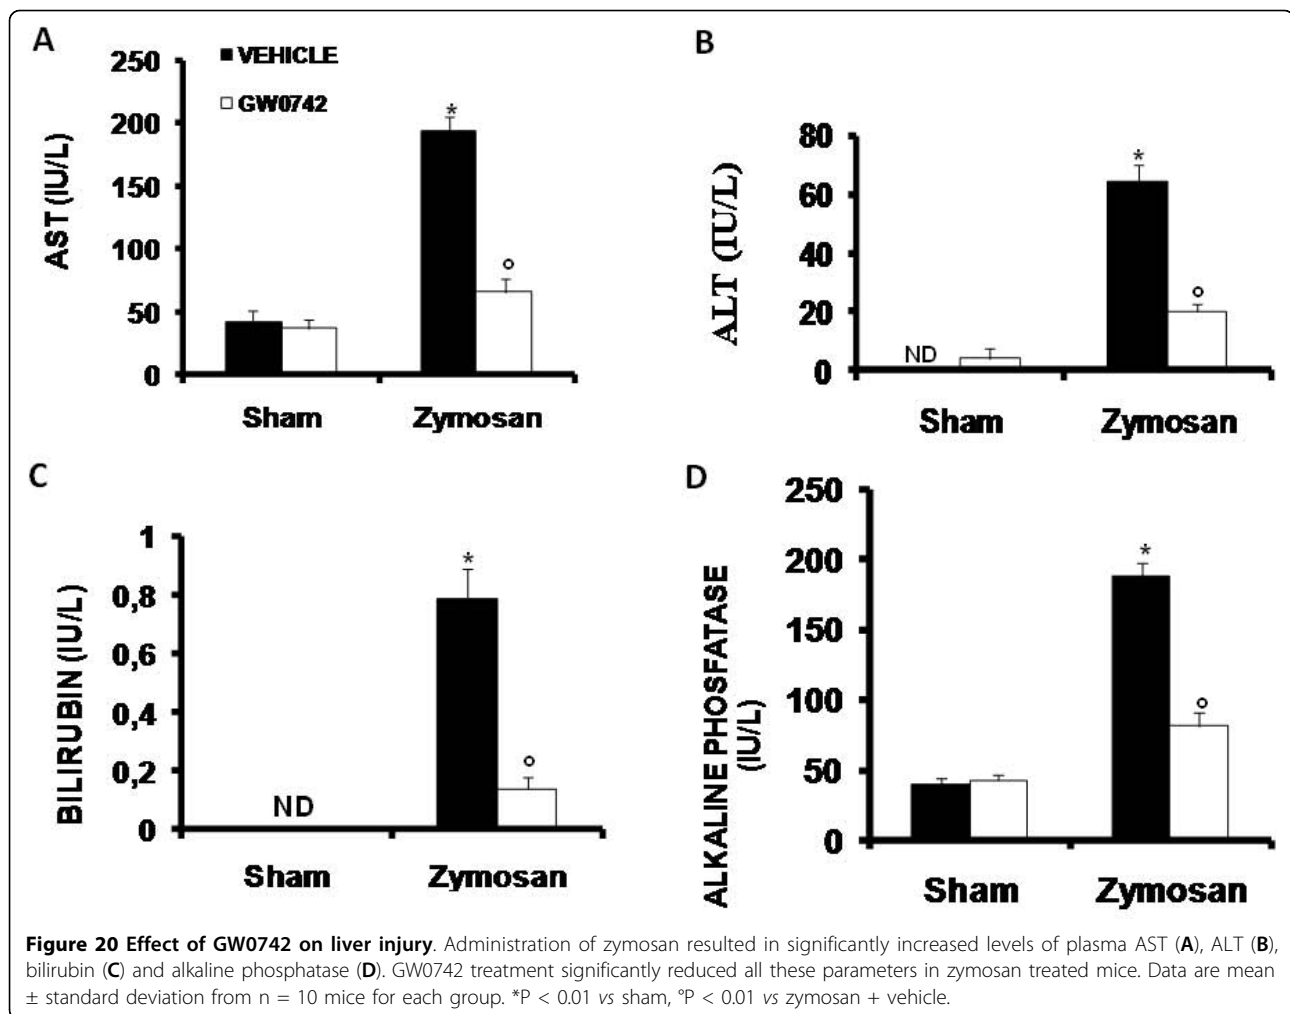 A
250
200
150
100
50
0
AST (IU/L)
VEHICLE
GW0742
*
°
Sham Zymosan
B
80
60
40
20
0
ALT (IU/L)
ND
*
°
Sham Zymosan
C
1
0,8
0,6
0,4
0,2
0
BILIRUBIN (IU/L)
ND
*
°
Sham Zymosan
D
250
200
150
100
50
0
ALKALINE PHOSFATASE
(IU/L)
*
°
Sham Zymosan
Figure 20 Effect of GW0742 on liver injury. Administration of zymosan resulted in significantly increased levels of plasma AST (A), ALT (B),
bilirubin (C) and alkaline phosphatase (D). GW0742 treatment significantly reduced all these parameters in zymosan treated mice. Data are mean
± standard deviation from n = 10 mice for each group. *P < 0.01 vs sham, °P < 0.01 vs zymosan + vehicle.